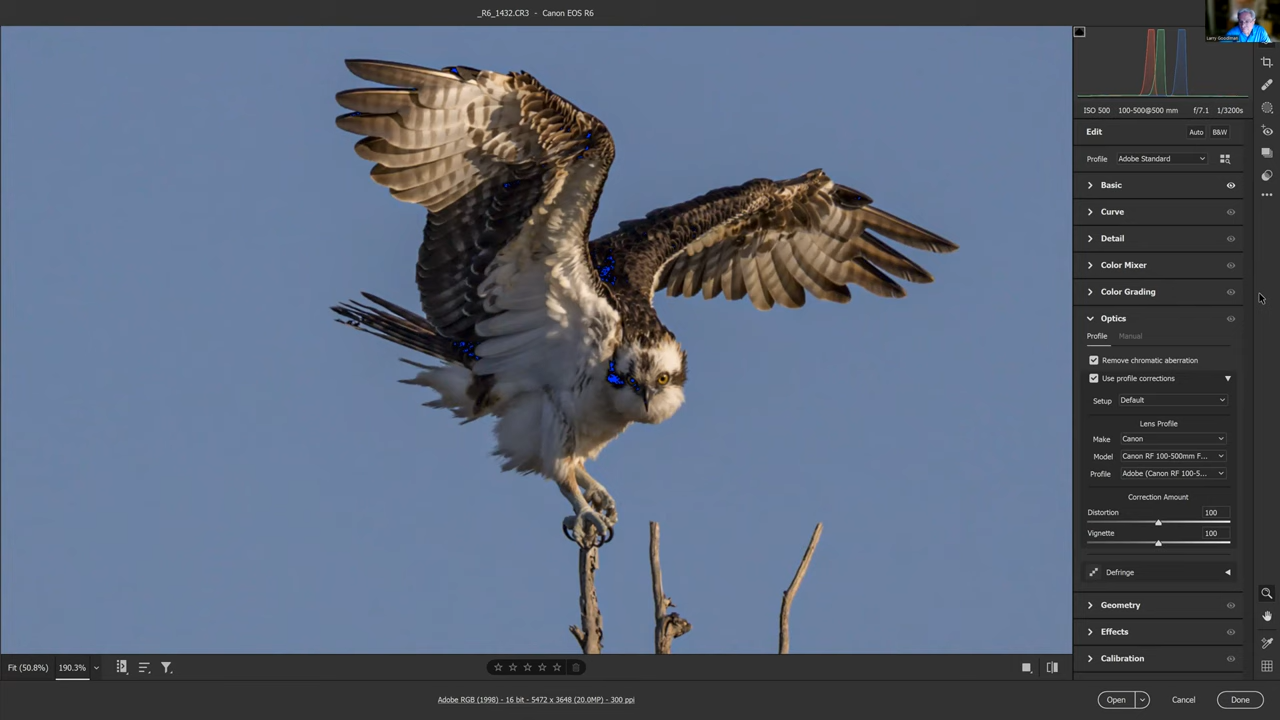 _R6_1432.CR3 - Canon EOS R6
Larry Goodman
ISO 500 100-500@500 mm f/7.1 1/3200s
Edit Auto B&W
Profile Adobe Standard
Basic
Curve
Detail
Color Mixer
Color Grading
Optics
Profile Manual
Remove chromatic aberration
Use profile corrections
Setup Default
Lens Profile
Make Canon
Model Canon RF 100-500mm F...
Profile Adobe (Canon RF 100-5...
Correction Amount
Distortion 100
Vignette 100
Defringe
Geometry
Effects
Calibration
Fit (50.8%) 190.3%
Adobe RGB (1998) - 16 bit - 5472 x 3648 (20.0MP) - 300 ppi
Open Cancel Done